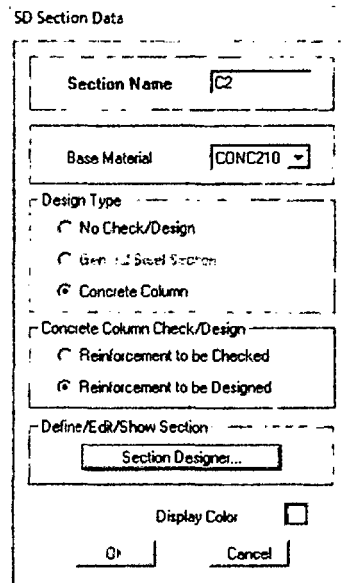 SD Section Data
Section Name C2
Base Material CONC210
Design Type
No Check/Design
Concrete Column
Concrete Column Check/Design
Reinforcement to be Checked
Reinforcement to be Designed
Define/Edit/Show Section
Section Designer...
Display Color
Cancel